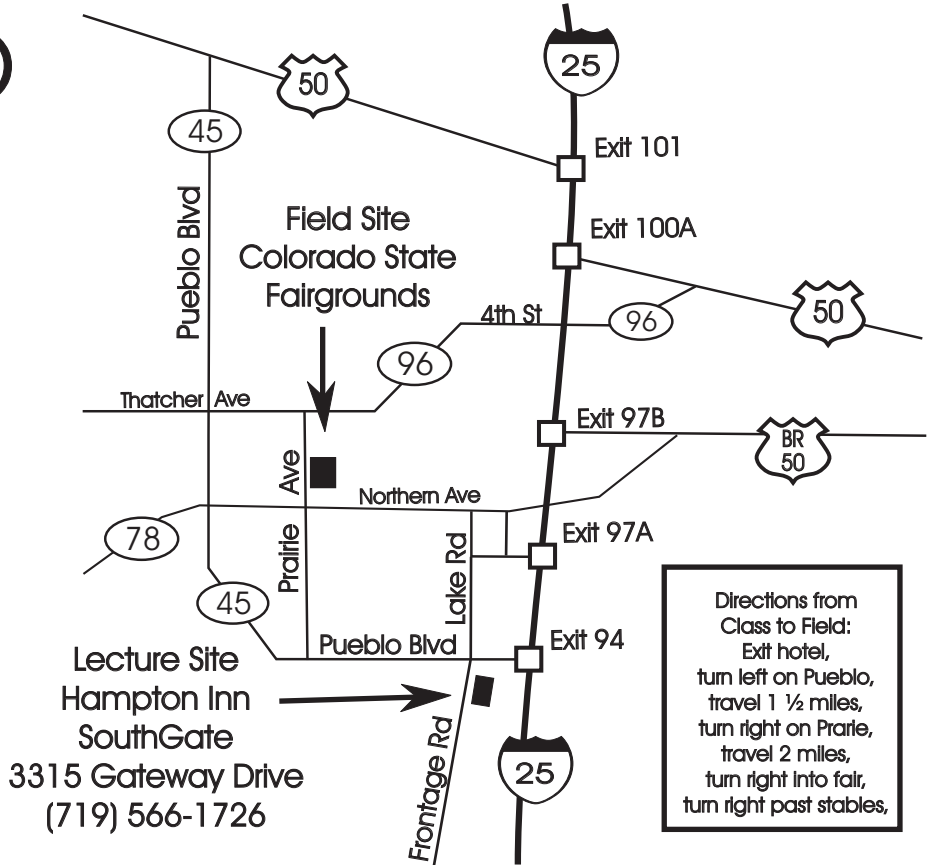 50
25
45
Exit 101
Pueblo Blvd
Field Site
Colorado State
Fairgrounds
Exit 100A
50
4th St
96
96
Thatcher Ave
Exit 97B
BR
50
Prairie Ave
Northern Ave
78
Lake Rd
Exit 97A
45
Pueblo Blvd
Exit 94
Lecture Site
Hampton Inn
SouthGate
3315 Gateway Drive
(719) 566-1726
Frontage Rd
25
Directions from
Class to Field:
Exit hotel,
turn left on Pueblo,
travel 1 ½ miles,
turn right on Prarie,
travel 2 miles,
turn right into fair,
turn right past stables,